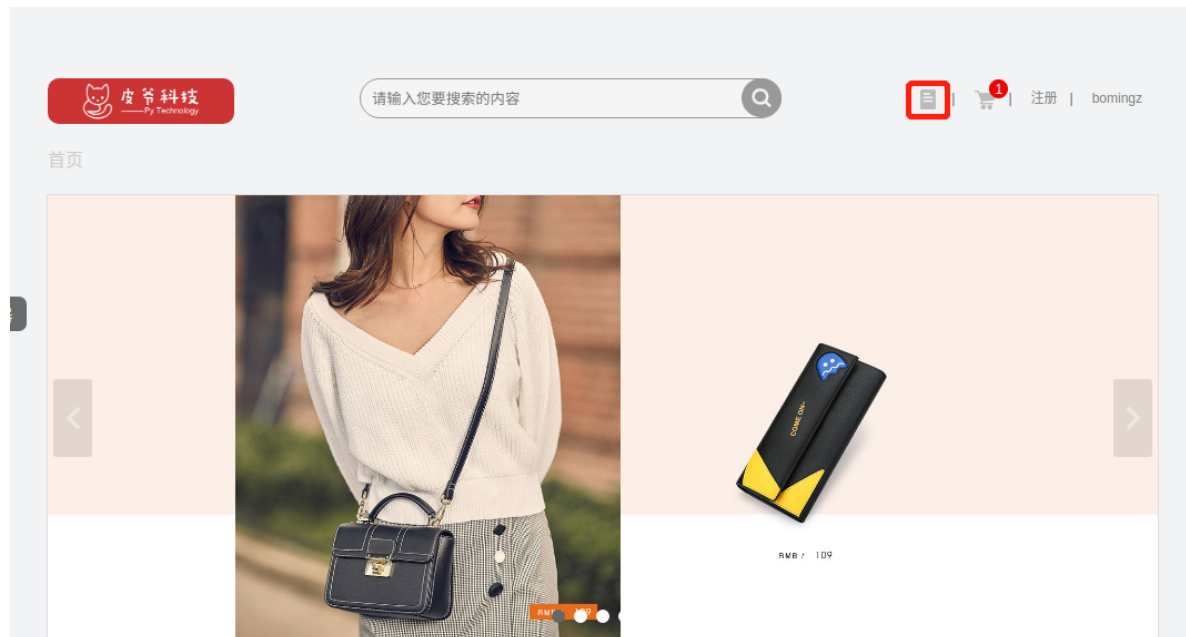 皮爷科技
Py Technology
请输入您要搜索的内容
1
注册
bomingz
首页
COME ON~
RMB / 109